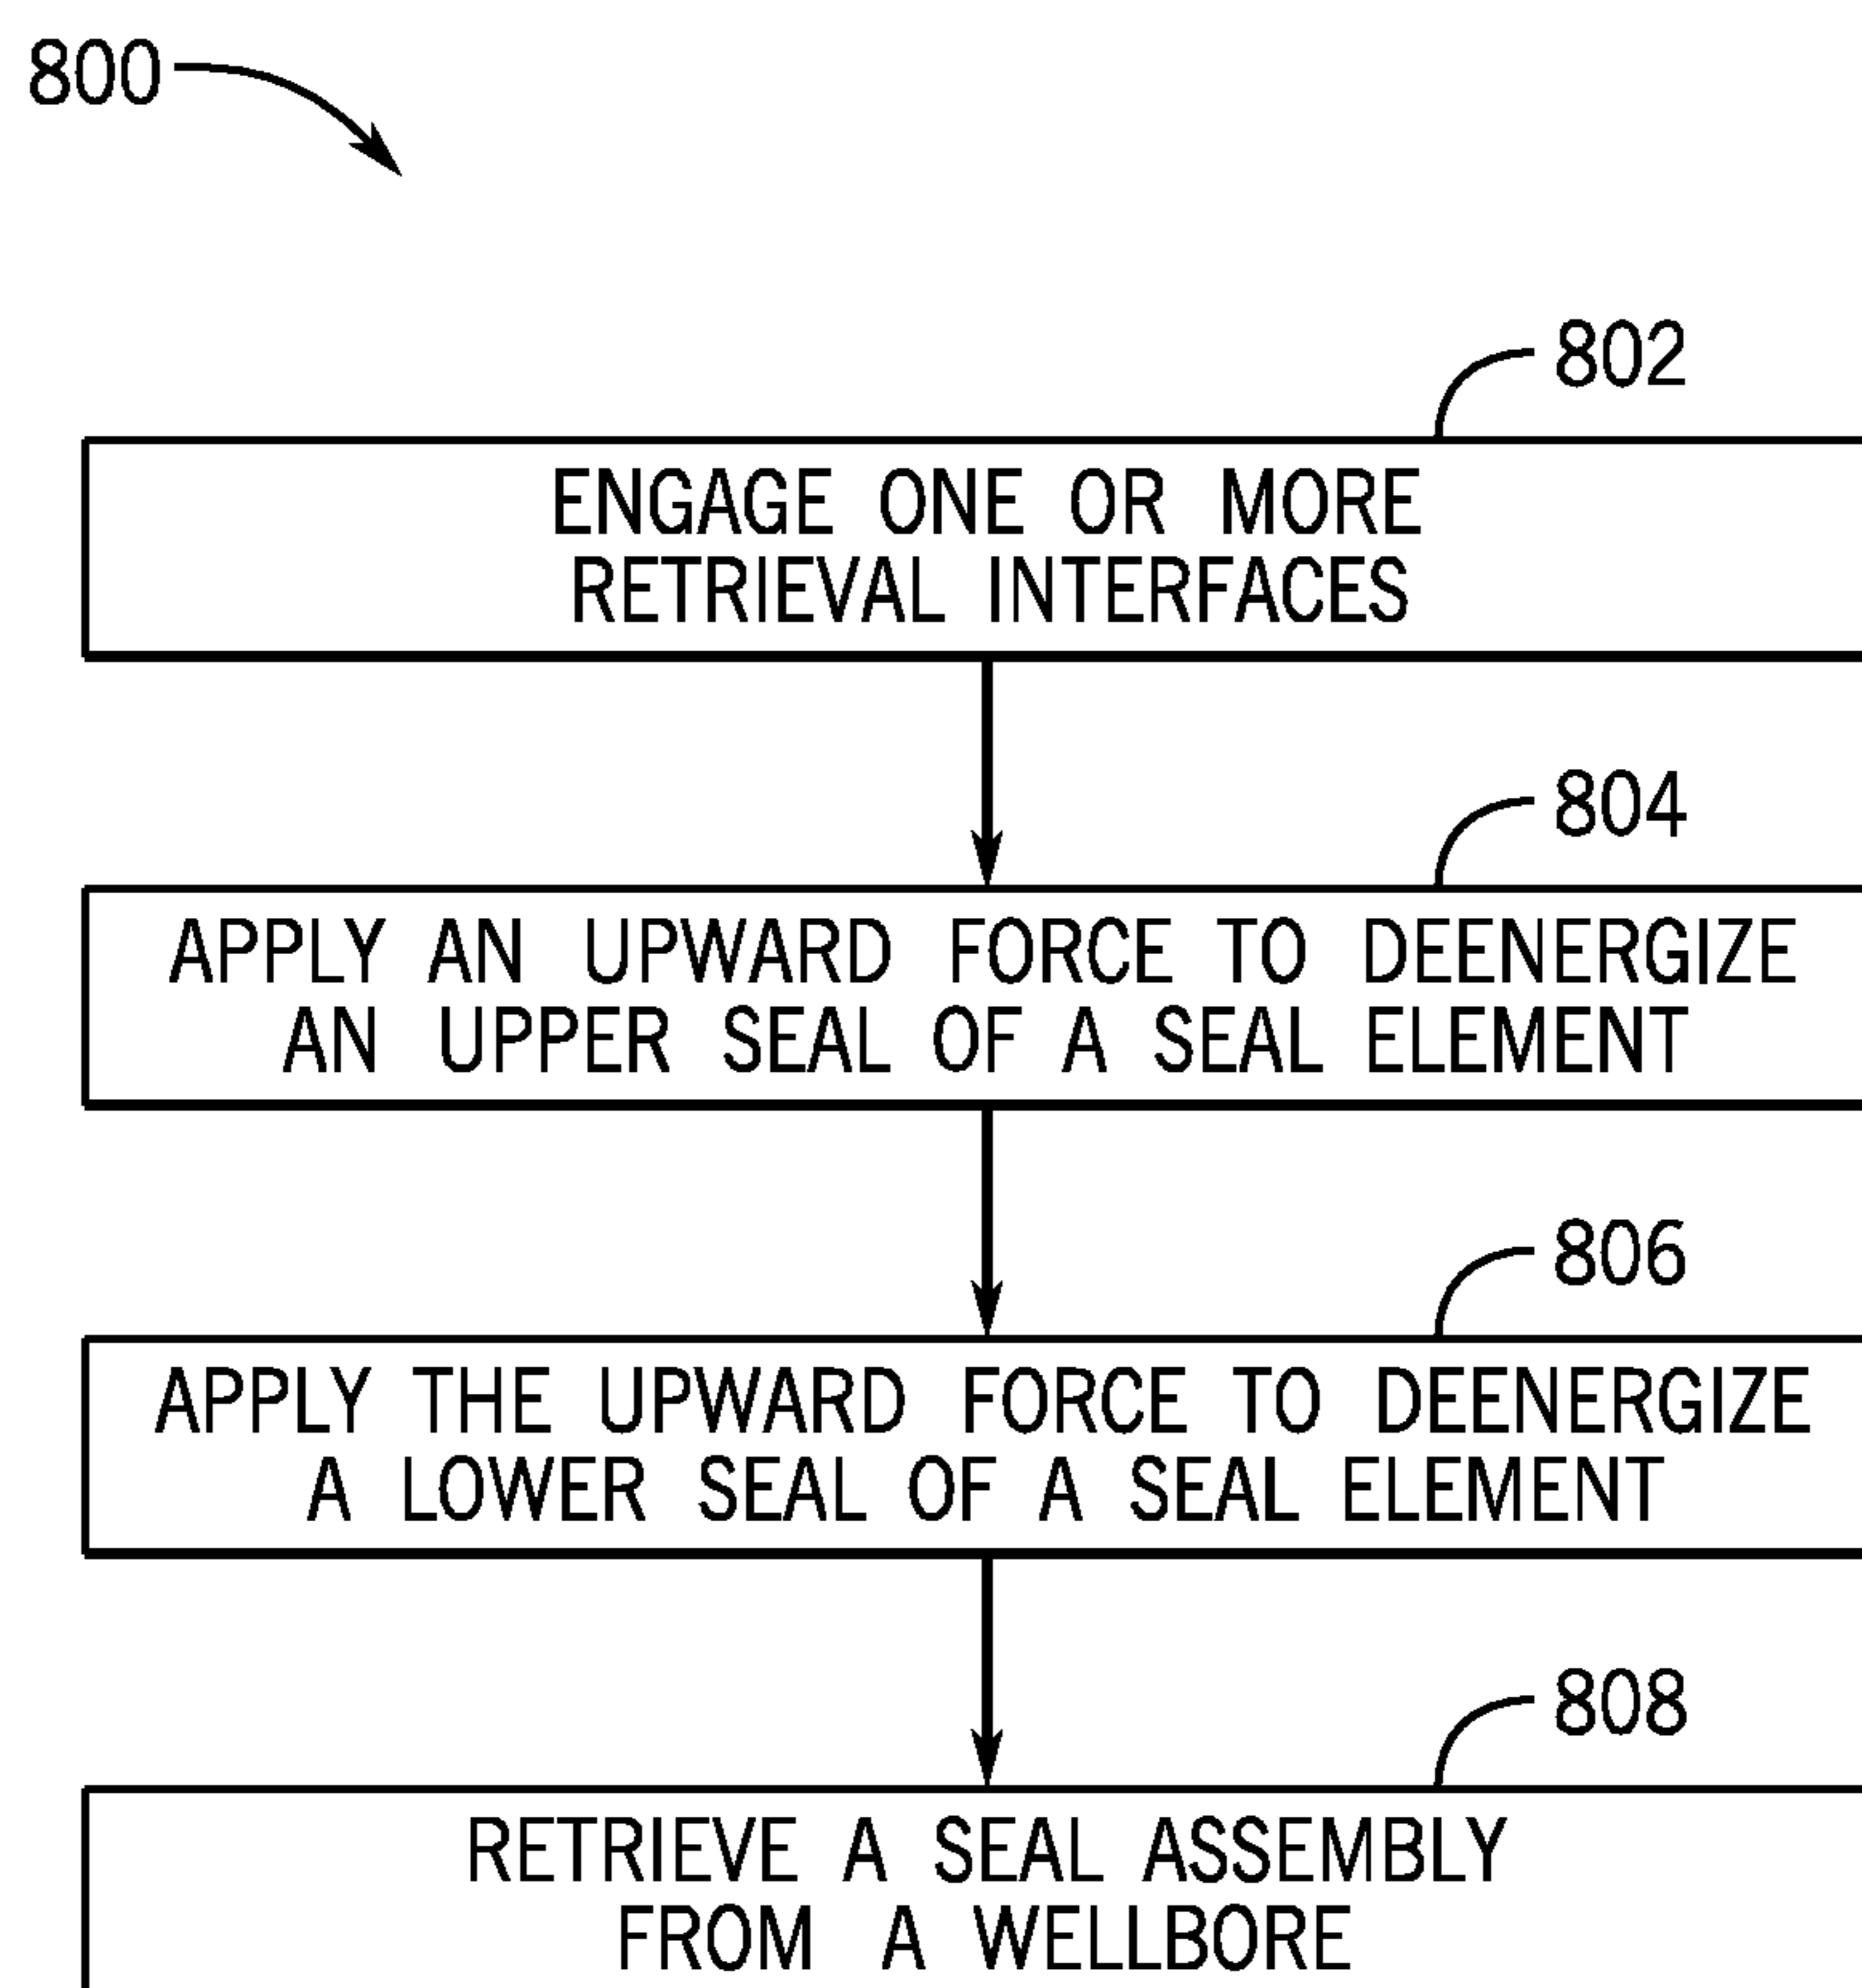 800
802
ENGAGE ONE OR MORE
RETRIEVAL INTERFACES
804
APPLY AN UPWARD FORCE TO DEENERGIZE
AN UPPER SEAL OF A SEAL ELEMENT
806
APPLY THE UPWARD FORCE TO DEENERGIZE
A LOWER SEAL OF A SEAL ELEMENT
808
RETRIEVE A SEAL ASSEMBLY
FROM A WELLBORE